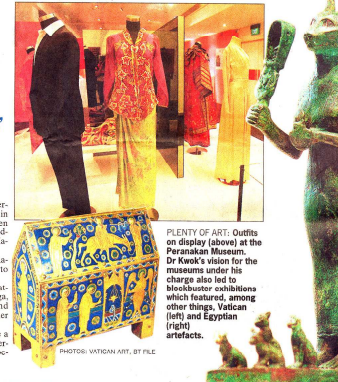 PLENTY OF ART: Outfits
on display (above) at the
Peranakan Museum.
Dr Kwok's vision for the
museums under his
charge also led to
blockbuster exhibitions
which featured, among
other things, Vatican
(left) and Egyptian
(right)
artefacts.
PHOTOS: VATICAN ART, BT FILE